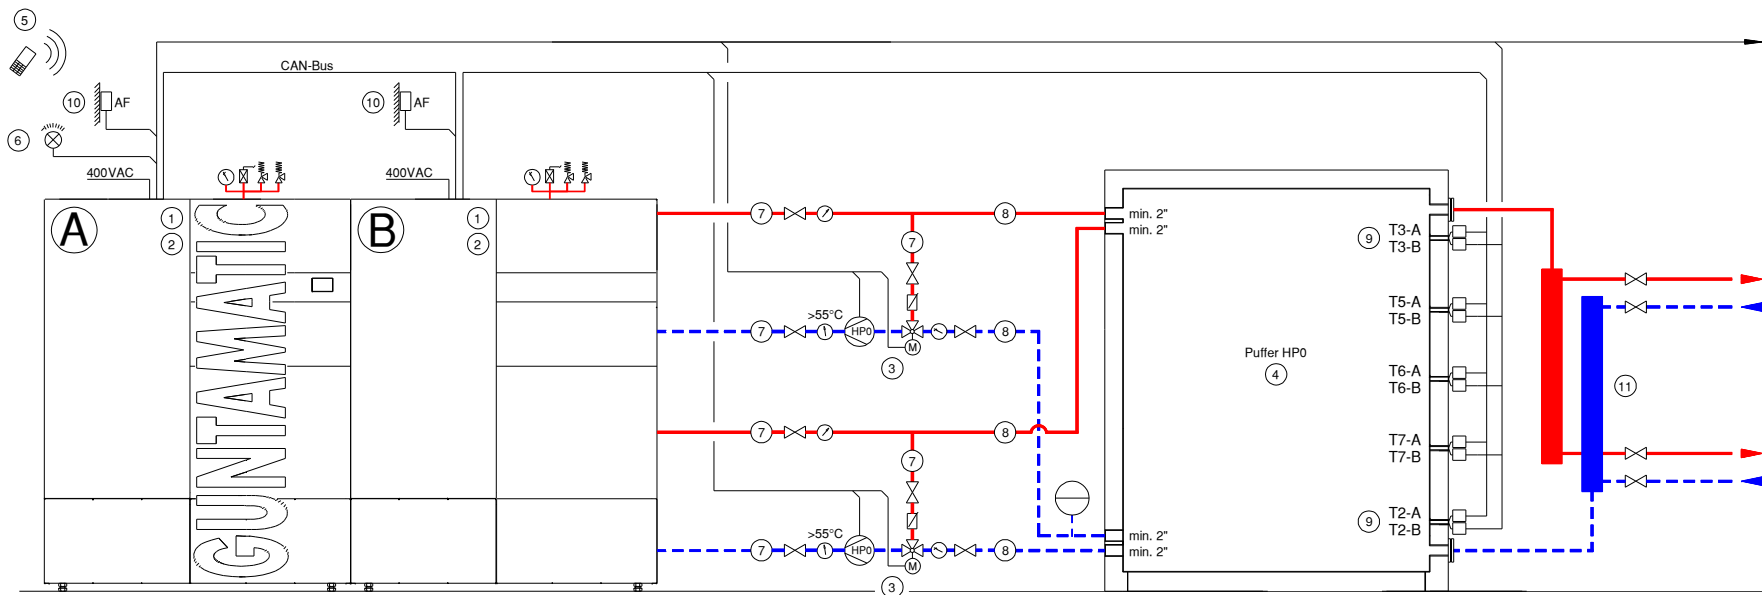 5
CAN-Bus
10
AF
10
AF
6
400VAC
400VAC
A
1
2
GUNTAMATIC
B
1
2
7
8
min. 2"
min. 2"
7
9
T3-A
T3-B
>55°C
7
HP0
8
M
3
T5-A
T5-B
Puffer HP0
4
T6-A
T6-B
11
7
8
7
T7-A
T7-B
9
T2-A
T2-B
>55°C
7
HP0
8
min. 2"
min. 2"
M
3